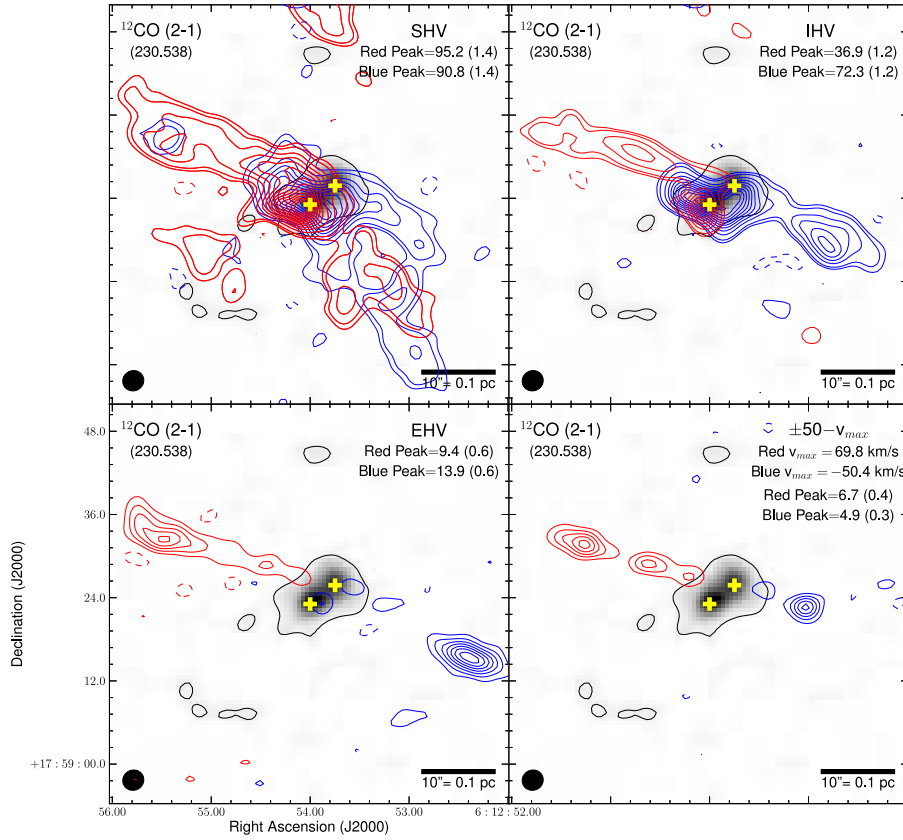 ¹²CO (2-1)
(230.538)
SHV
Red Peak=95.2 (1.4)
Blue Peak=90.8 (1.4)
10"= 0.1 pc
¹²CO (2-1)
(230.538)
IHV
Red Peak=36.9 (1.2)
Blue Peak=72.3 (1.2)
10"= 0.1 pc
¹²CO (2-1)
(230.538)
EHV
Red Peak=9.4 (0.6)
Blue Peak=13.9 (0.6)
10"= 0.1 pc
¹²CO (2-1)
(230.538)
±50−v_max
Red v_max = 69.8 km/s
Blue v_max = −50.4 km/s
Red Peak=6.7 (0.4)
Blue Peak=4.9 (0.3)
10"= 0.1 pc
48.0
36.0
24.0
12.0
+17 : 59 : 00.0
Declination (J2000)
56.00 55.00 54.00 53.00 6 : 12 : 52.00
Right Ascension (J2000)